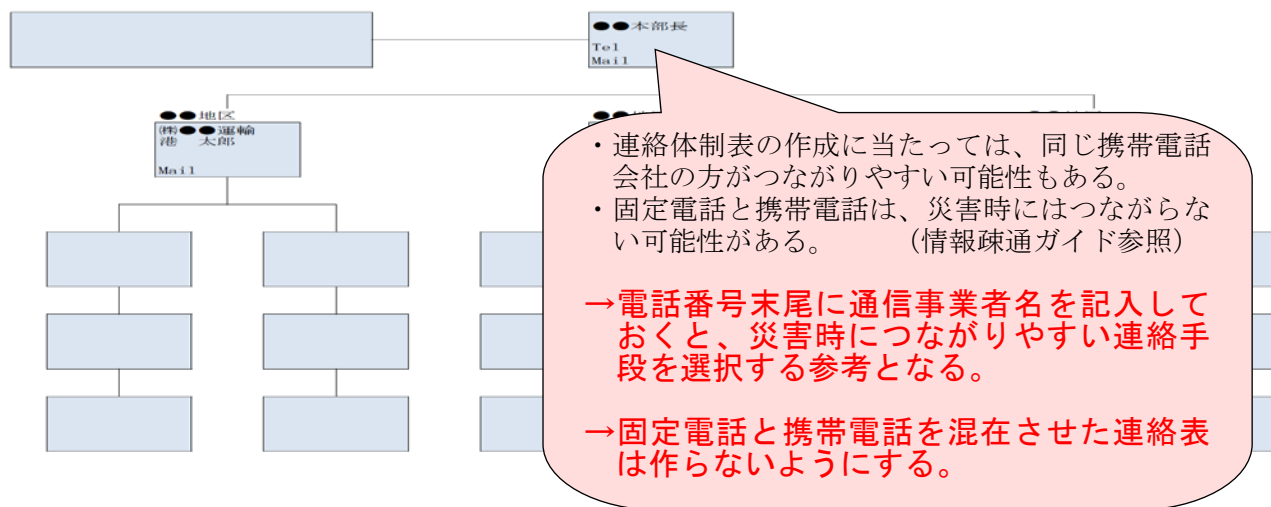 ●●本部長
Tel
Mail
●●地区
㈱●●運輸
港 太郎
Mail
・連絡体制表の作成に当たっては、同じ携帯電話
会社の方がつながりやすい可能性もある。
・固定電話と携帯電話は、災害時にはつながらな
い可能性がある。 (情報疎通ガイド参照)
→電話番号末尾に通信事業者名を記入して
おくと、災害時につながりやすい連絡手
段を選択する参考となる。
→固定電話と携帯電話を混在させた連絡表
は作らないようにする。